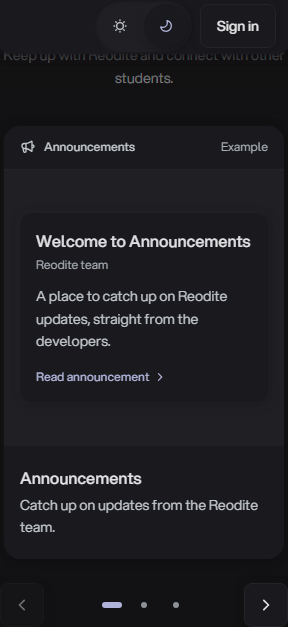 Sign in
Keep up with Reodite and connect with other
students.
Announcements
Example
Welcome to Announcements
Reodite team
A place to catch up on Reodite
updates, straight from the
developers.
Read announcement
Announcements
Catch up on updates from the Reodite
team.